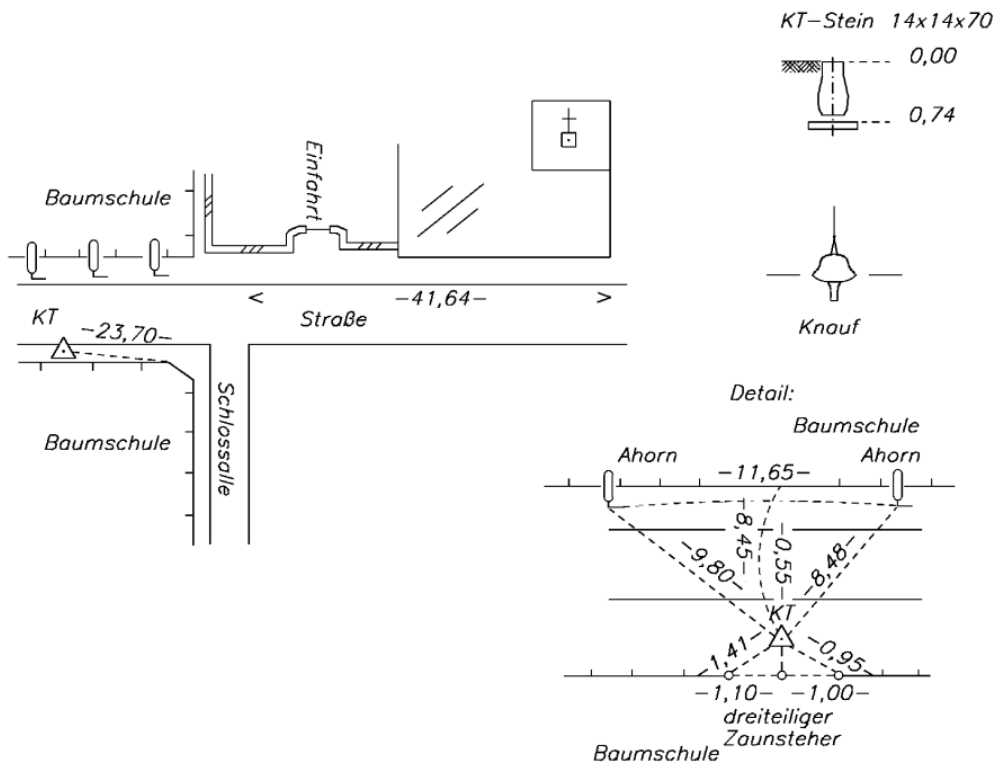 KT-Stein 14x14x70
0,00
0,74
Baumschule
Einfahrt
-41,64-
Straße
KT
-23,70-
Baumschule
Schlossalle
Knauf
Detail:
Baumschule
Ahorn
-11,65-
Ahorn
-9,80-
-8,45-
-0,55-
-8,48-
KT
-1,41-
-0,95-
-1,10-
-1,00-
dreiteiliger
Zaunsteher
Baumschule